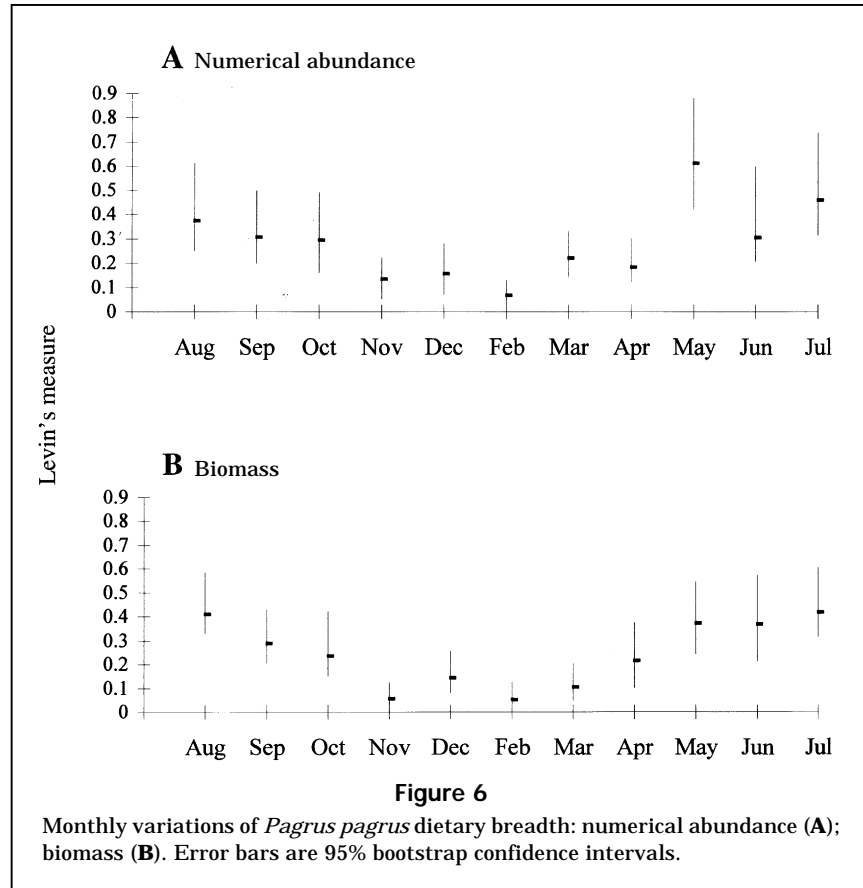 A Numerical abundance
0.9
0.8
0.7
0.6
0.5
0.4
0.3
0.2
0.1
0
Aug Sep Oct Nov Dec Feb Mar Apr May Jun Jul
Levin's measure
B Biomass
0.9
0.8
0.7
0.6
0.5
0.4
0.3
0.2
0.1
0
Aug Sep Oct Nov Dec Feb Mar Apr May Jun Jul
Figure 6
Monthly variations of Pagrus pagrus dietary breadth: numerical abundance (A);
biomass (B). Error bars are 95% bootstrap confidence intervals.